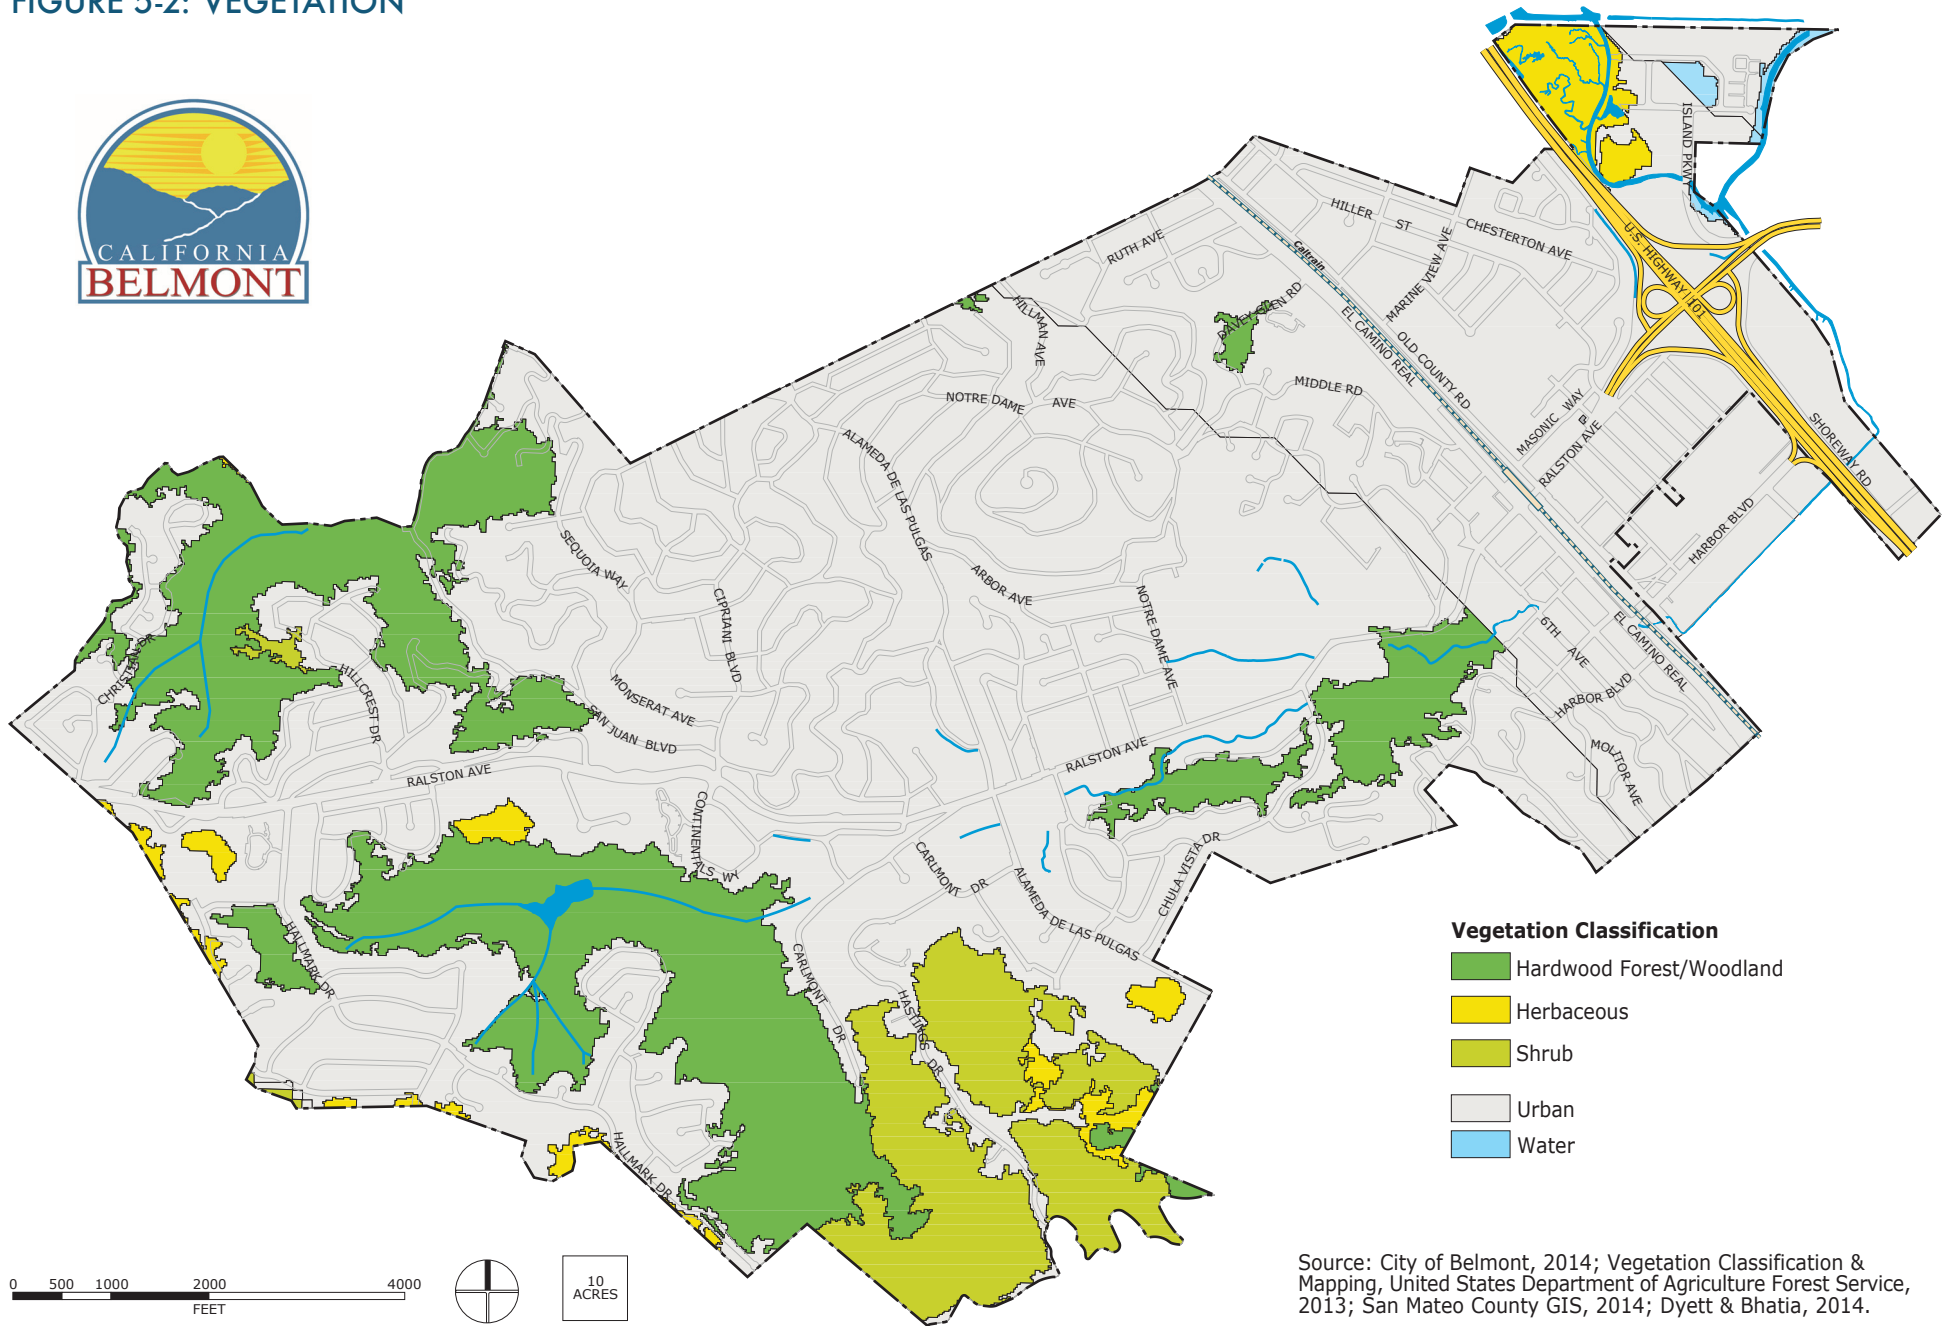 FIGURE 5-2: VEGETATION
CALIFORNIA
BELMONT
ISLAND PKWY
HILLER ST
CHESTERTON AVE
RUTH AVE
MARINE VIEW AVE
U.S. HIGHWAY 101
Caltrain
HILLMAN AVE
DAVEY GLEN RD
EL CAMINO REAL
OLD COUNTY RD
MIDDLE RD
NOTRE DAME AVE
MASONIC WAY
RALSTON AVE
SHOREWAY RD
ALAMEDA DE LAS PULGAS
HARBOR BLVD
SEQUOIA WAY
CIPRIANI BLVD
ARBOR AVE
NOTRE DAME AVE
6TH AVE
EL CAMINO REAL
CHRISTIAN DR
HILLCREST DR
MONSERAT AVE
SAN JUAN BLVD
HARBOR BLVD
MOLITOR AVE
RALSTON AVE
RALSTON AVE
CONTINENTALS WY
CARLMONT DR
ALAMEDA DE LAS PULGAS
CHULA VISTA DR
HALLMARK DR
CARLMONT DR
HASTINGS DR
HALLMARK DR
Vegetation Classification
Hardwood Forest/Woodland
Herbaceous
Shrub
Urban
Water
0 500 1000 2000 4000
FEET
10
ACRES
Source: City of Belmont, 2014; Vegetation Classification &
Mapping, United States Department of Agriculture Forest Service,
2013; San Mateo County GIS, 2014; Dyett & Bhatia, 2014.